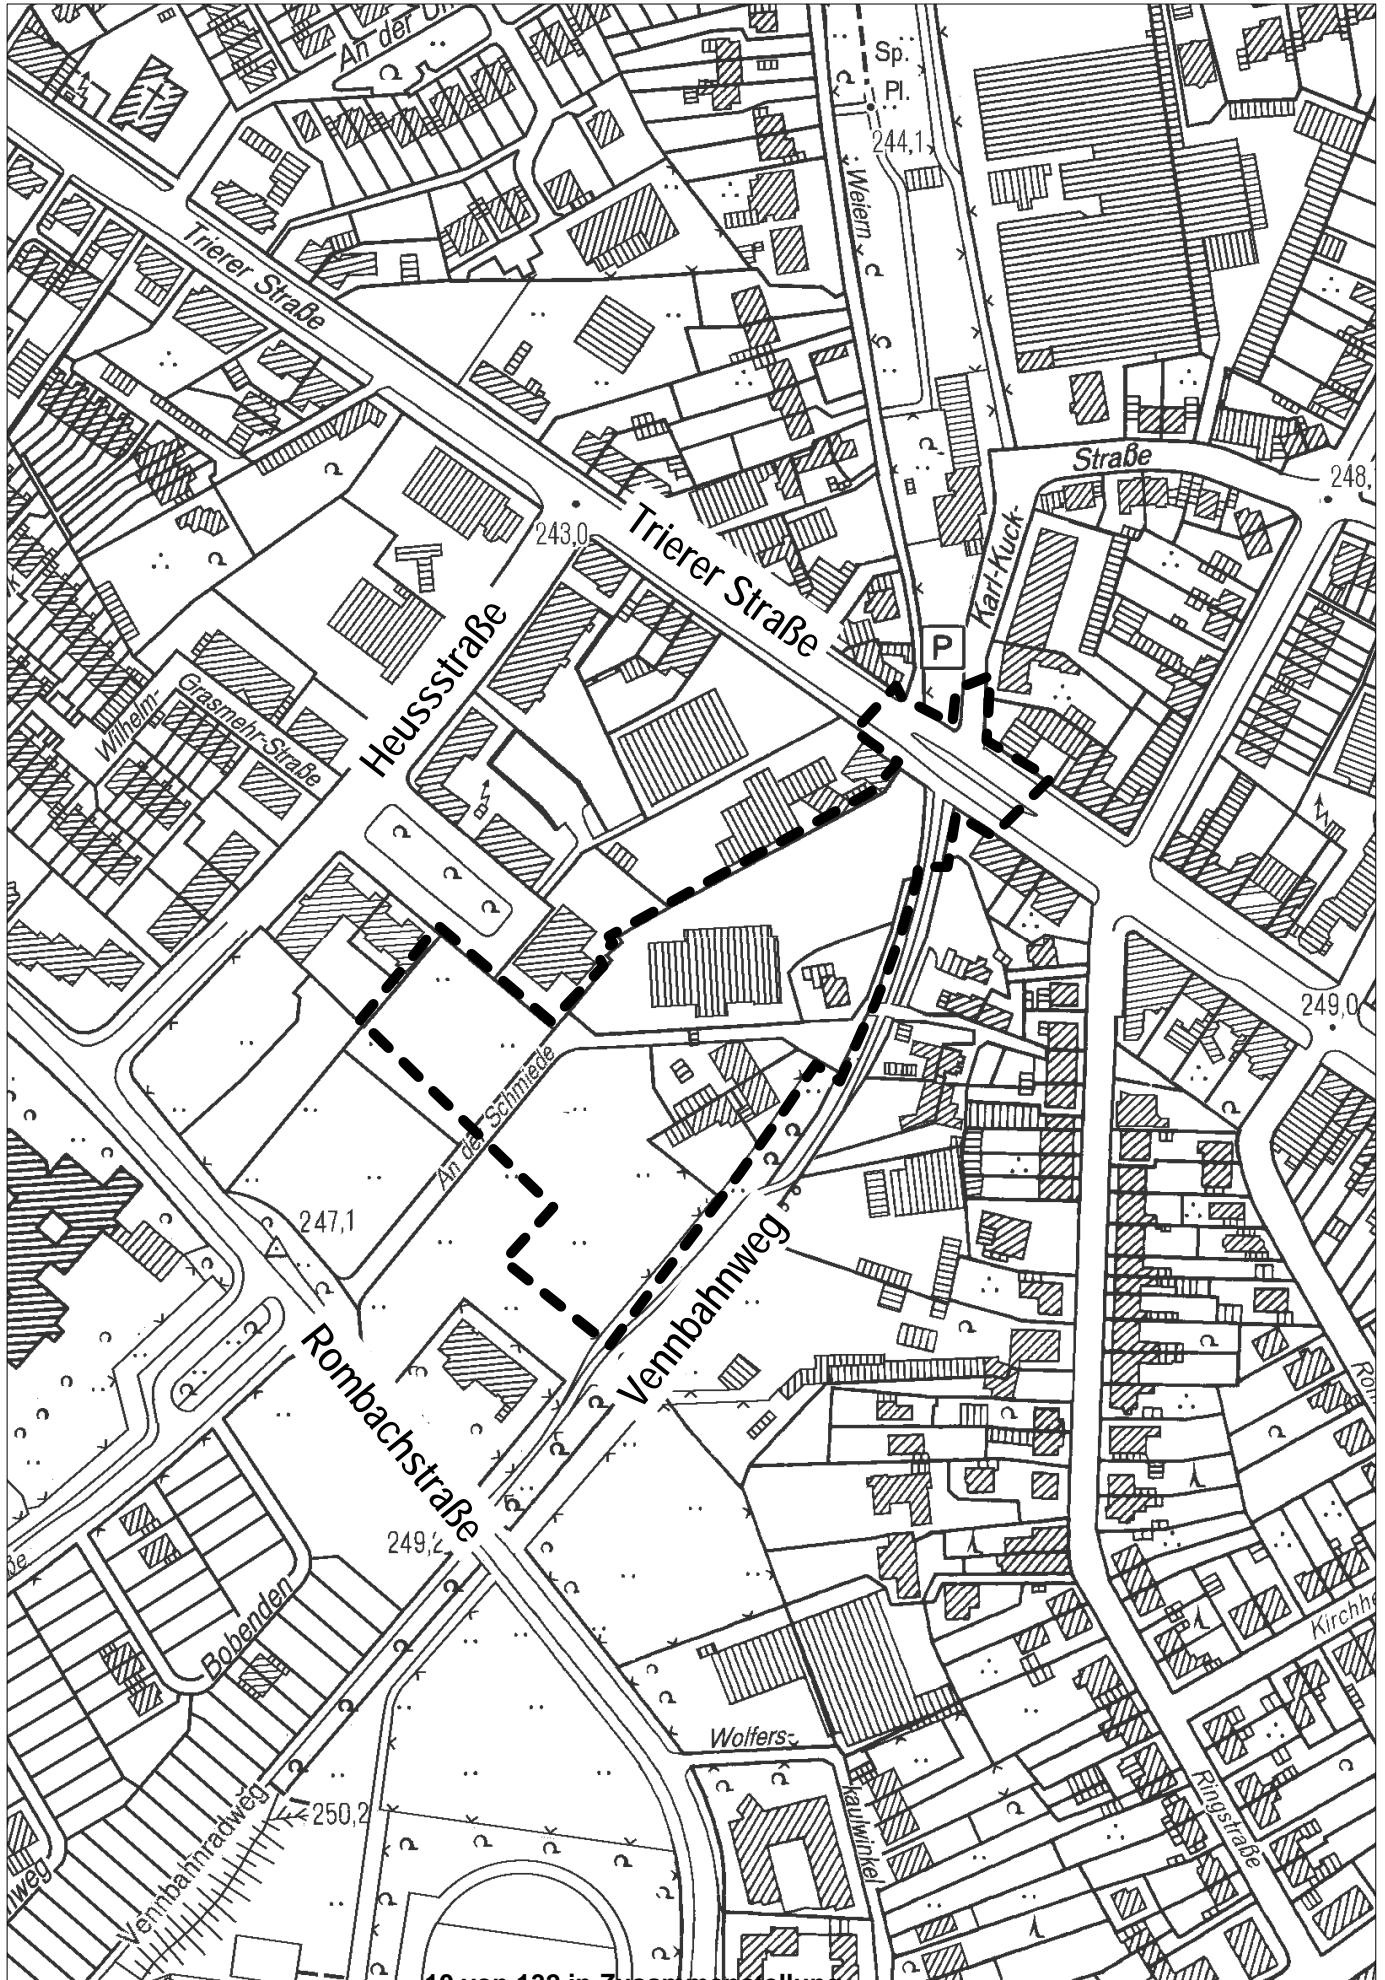 An der
Sp.
Pl.
244,1
Weiern
Trierer Straße
Straße
248,
243,0
Trierer Straße
Karl-Kuck-
P
Heussstraße
Wilhelm-
Grasmehr-Straße
249,0
An der Schmiede
247,1
Vennbahnweg
Rombachstraße
249,2
Bobenden
Kirchhe
Wolfers-
kaulwinkel
Ringstraße
Vennbahnradweg
250,2